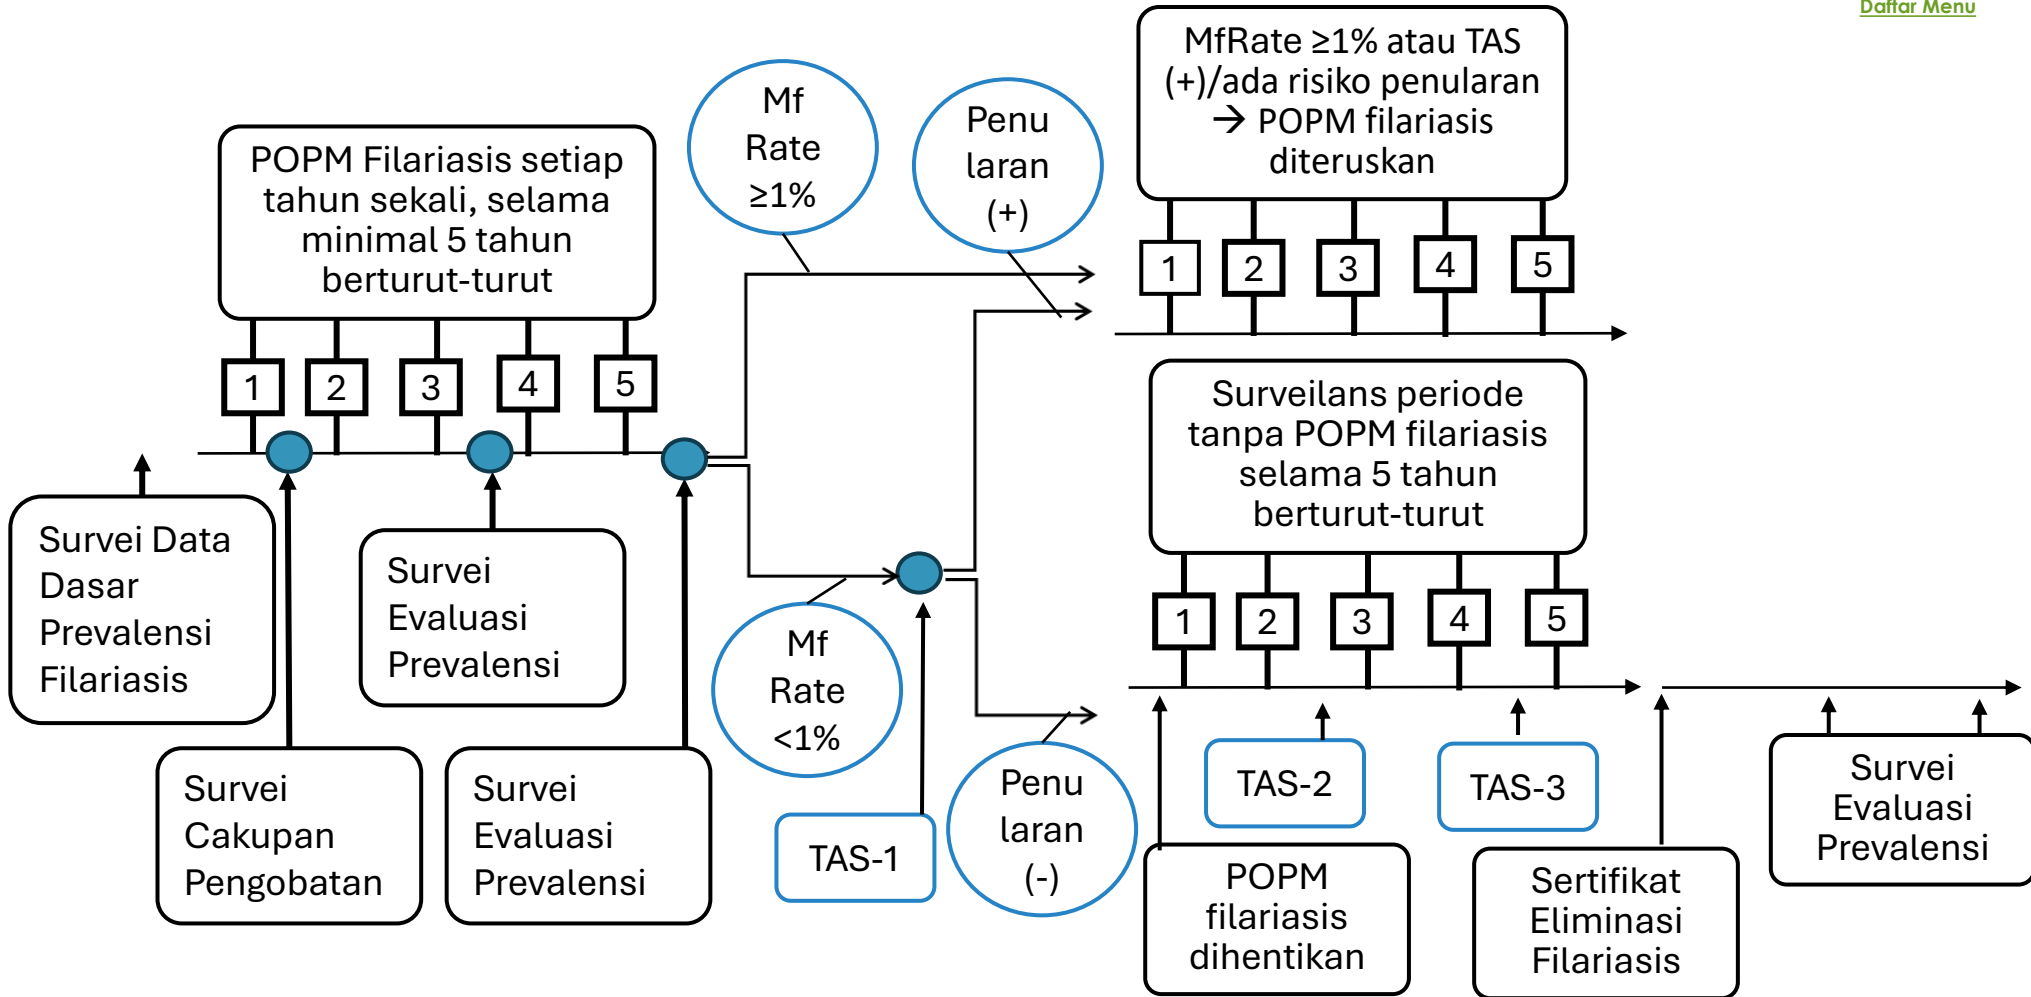 Daftar Menu
POPM Filariasis setiap
tahun sekali, selama
minimal 5 tahun
berturut-turut
1
2
3
4
5
Survei Data
Dasar
Prevalensi
Filariasis
Survei
Cakupan
Pengobatan
Survei
Evaluasi
Prevalensi
Survei
Evaluasi
Prevalensi
Mf
Rate
≥1%
Mf
Rate
<1%
TAS-1
Penu
laran
(+)
Penu
laran
(-)
MfRate ≥1% atau TAS
(+)/ada risiko penularan
→ POPM filariasis
diteruskan
1
2
3
4
5
Surveilans periode
tanpa POPM filariasis
selama 5 tahun
berturut-turut
1
2
3
4
5
TAS-2
TAS-3
POPM
filariasis
dihentikan
Sertifikat
Eliminasi
Filariasis
Survei
Evaluasi
Prevalensi